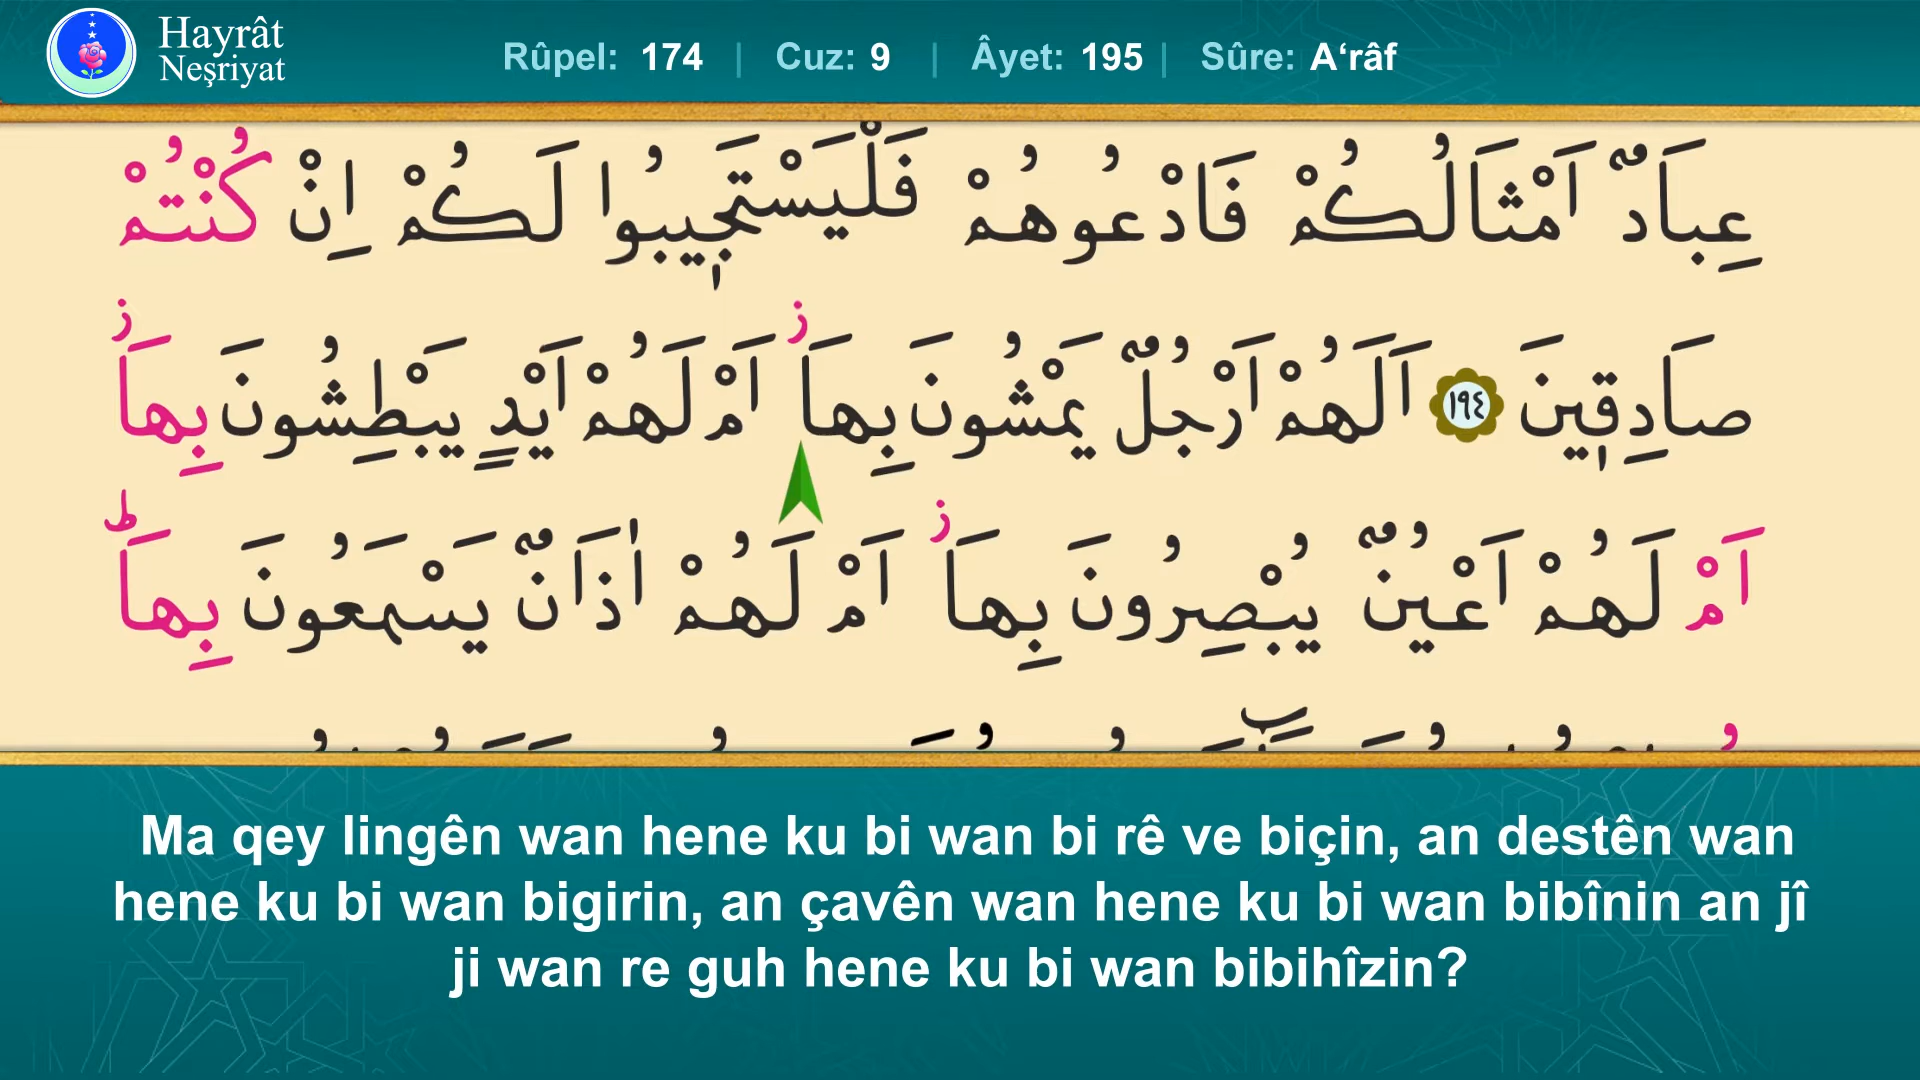 Hayrât
Neşriyat
Rûpel: 174 | Cuz: 9 | Âyet: 195 | Sûre: A‘râf
عِبَادٌ اَمْثَالُكُمْ فَادْعُوهُمْ فَلْيَسْتَجٖيبُوا لَكُمْ اِنْ كُنْتُمْ
صَادِقٖينَ ١٩٤ اَلَهُمْ اَرْجُلٌ يَمْشُونَ بِهَا ز اَمْ لَهُمْ اَيْدٍ يَبْطِشُونَ بِهَا ز
اَمْ لَهُمْ اَعْيُنٌ يُبْصِرُونَ بِهَا ز اَمْ لَهُمْ اٰذَانٌ يَسْمَعُونَ بِهَا ط
Ma qey lingên wan hene ku bi wan bi rê ve biçin, an destên wan
hene ku bi wan bigirin, an çavên wan hene ku bi wan bibînin an jî
ji wan re guh hene ku bi wan bibihîzin?